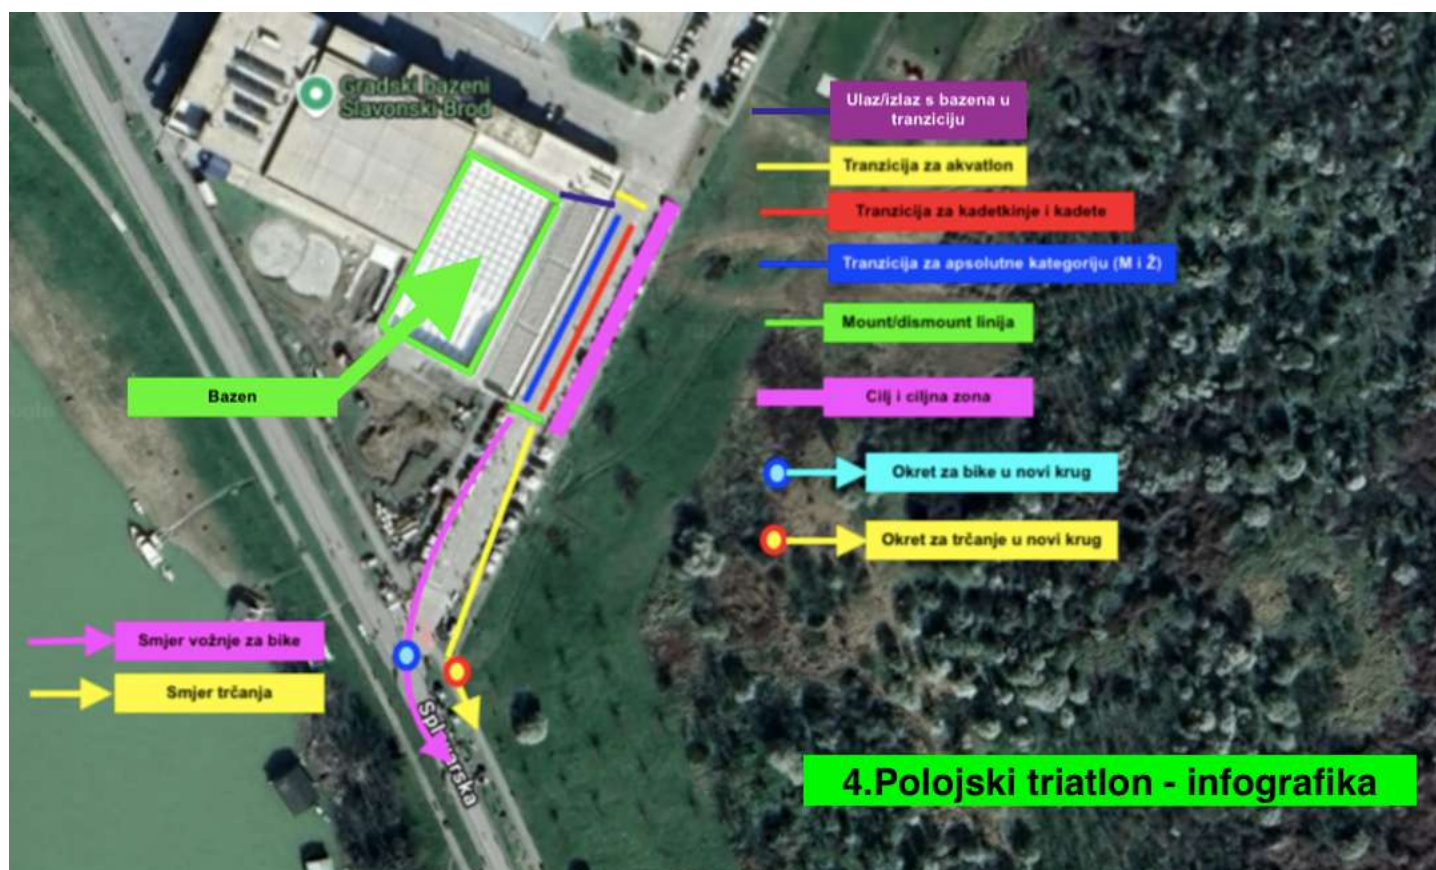 Gradski bazeni
Slavonski Brod
Ulaz/izlaz s bazena u
tranziciju
Tranzicija za akvatlon
Tranzicija za kadetkinje i kadete
Tranzicija za apsolutne kategoriju (M i Ž)
Mount/dismount linija
Bazen
Cilj i ciljna zona
Okret za bike u novi krug
Okret za trčanje u novi krug
Smjer vožnje za bike
Smjer trčanja
4.Polojski triatlon - infografika